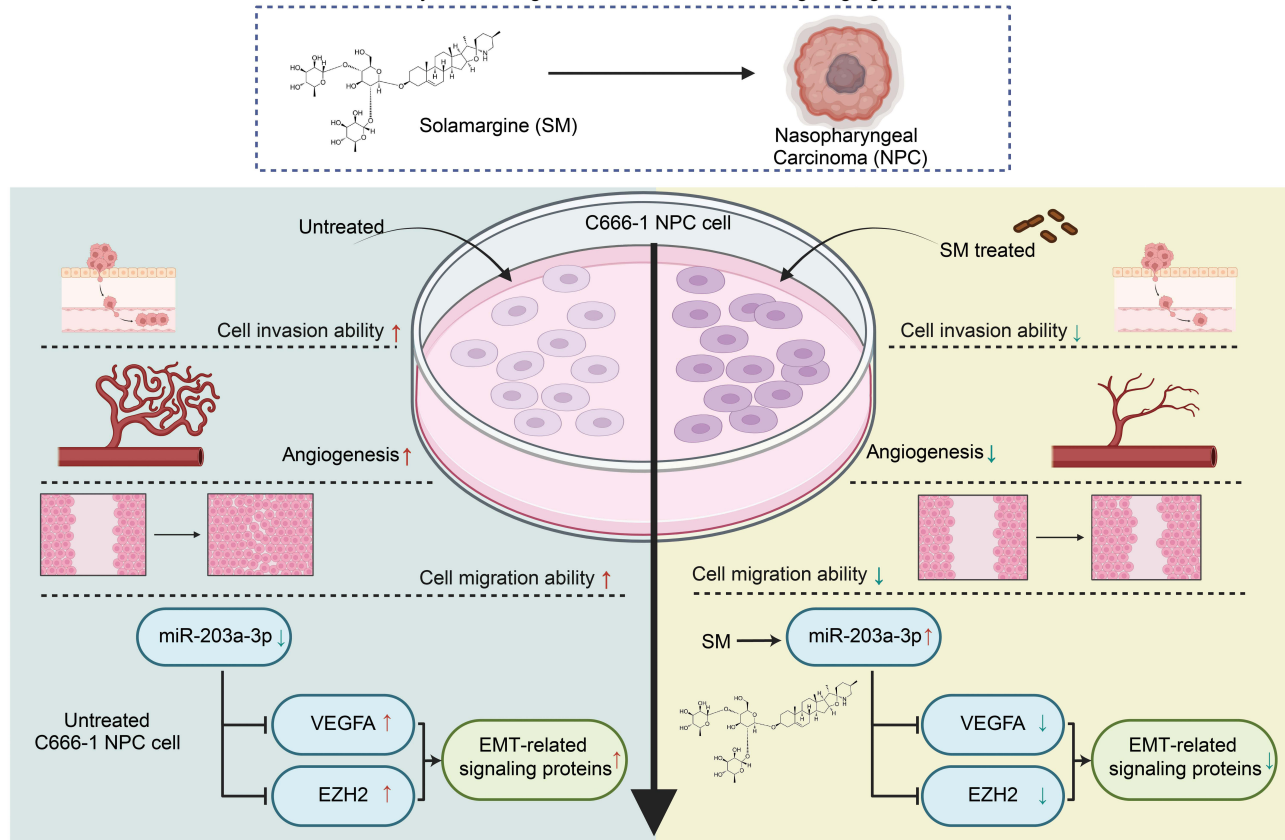 Solamargine (SM)
Nasopharyngeal
Carcinoma (NPC)
Untreated
C666-1 NPC cell
SM treated
Cell invasion ability ↑
Cell invasion ability ↓
Angiogenesis ↑
Angiogenesis ↓
Cell migration ability ↑
Cell migration ability ↓
miR-203a-3p ↓
Untreated
C666-1 NPC cell
VEGFA ↑
EZH2 ↑
EMT-related
signaling proteins ↑
SM
miR-203a-3p ↑
VEGFA ↓
EZH2 ↓
EMT-related
signaling proteins ↓